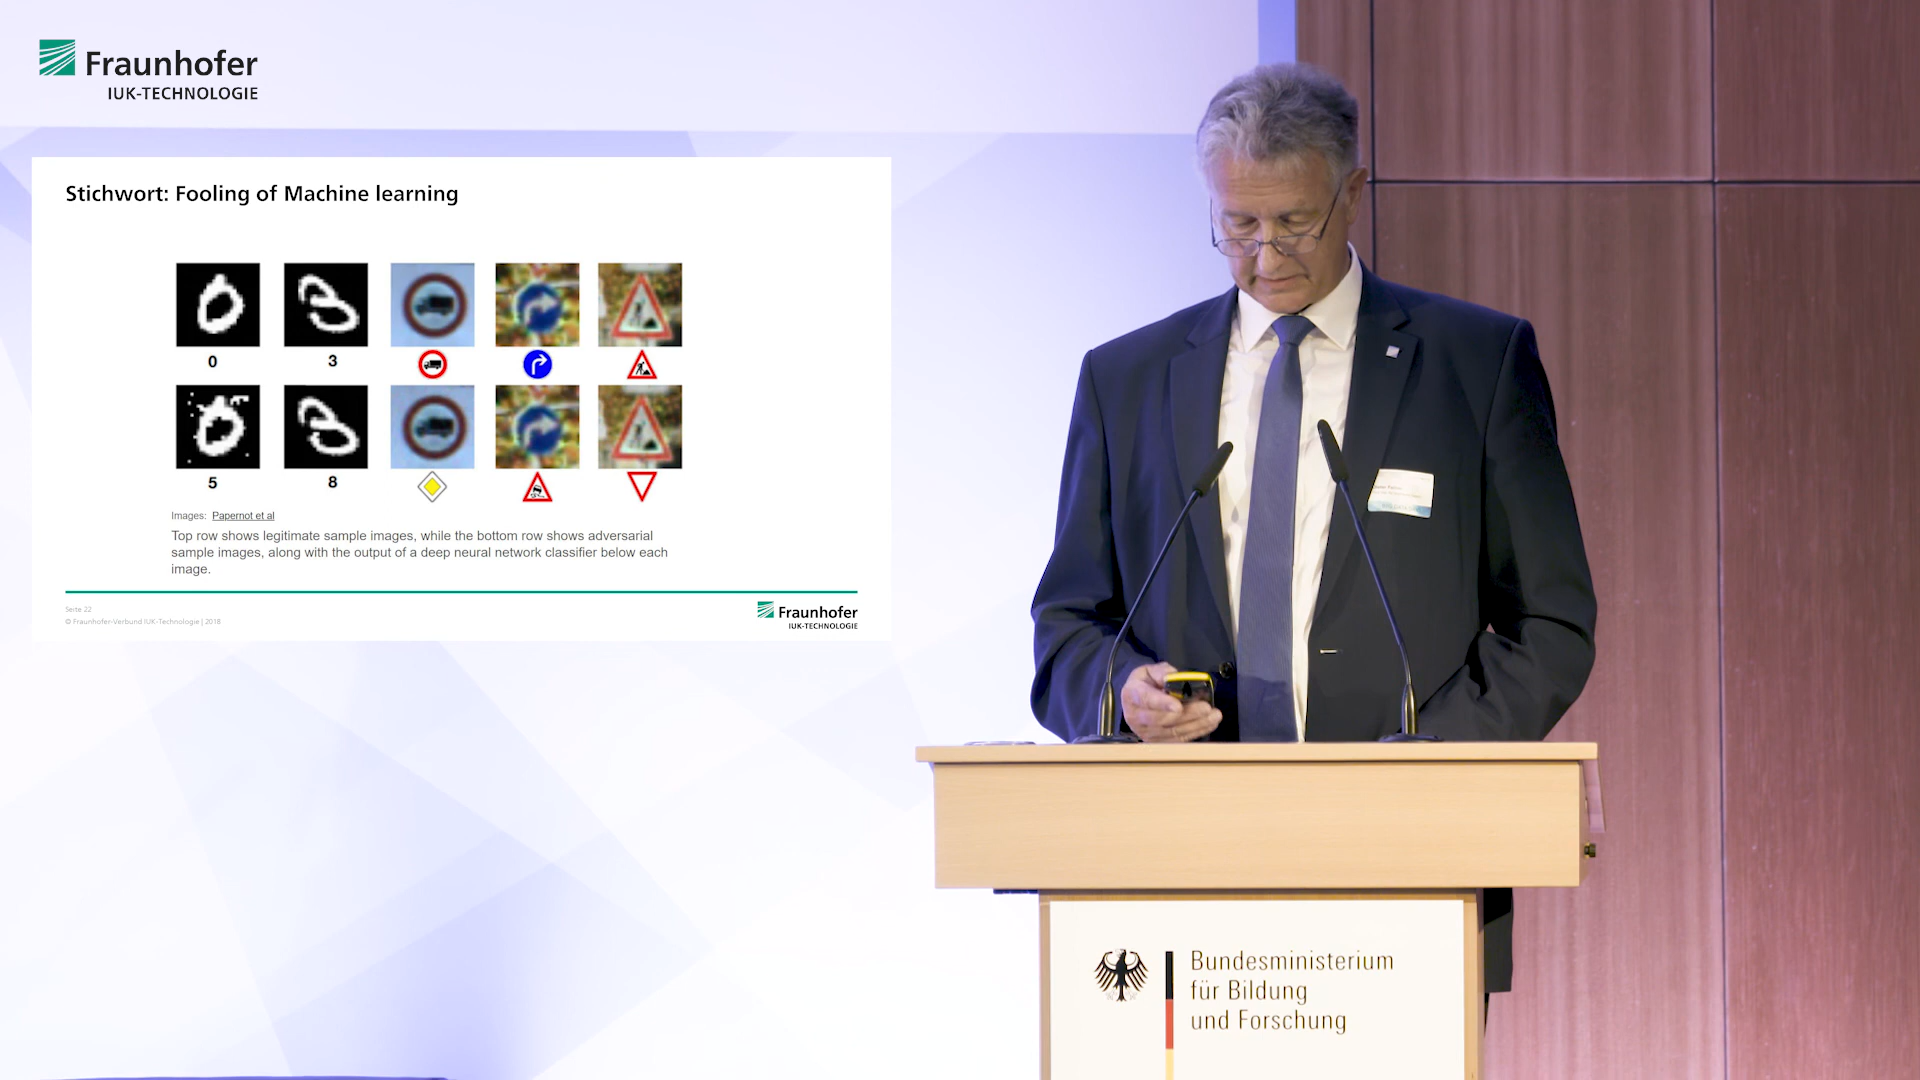 Fraunhofer
IUK-TECHNOLOGIE
Stichwort: Fooling of Machine learning
0 3
5 8
Images: Papernot et al
Top row shows legitimate sample images, while the bottom row shows adversarial
sample images, along with the output of a deep neural network classifier below each
image.
Seite 22
© Fraunhofer-Verbund IUK-Technologie | 2018
Fraunhofer
IUK-TECHNOLOGIE
Bundesministerium
für Bildung
und Forschung